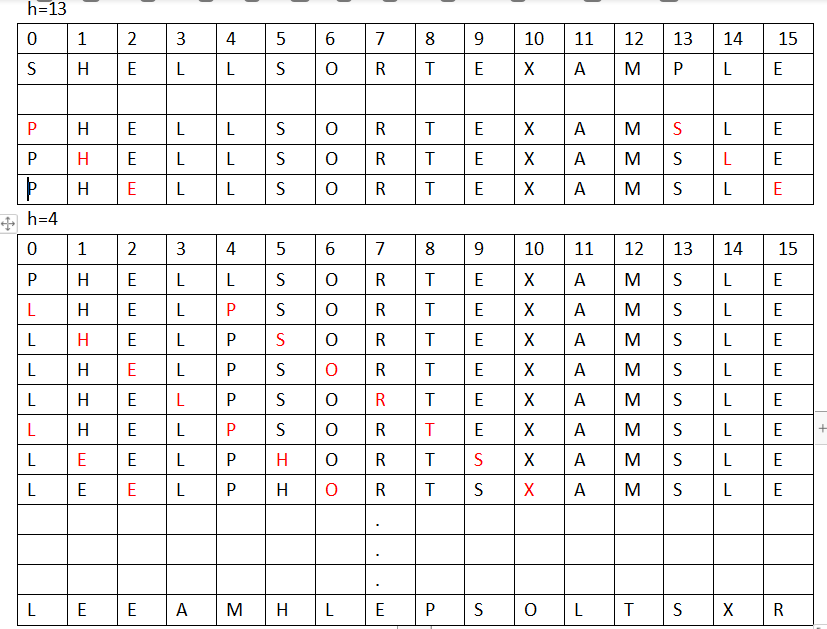 h=13
0 1 2 3 4 5 6 7 8 9 10 11 12 13 14 15
S H E L L S O R T E X A M P L E
P H E L L S O R T E X A M S L E
P H E L L S O R T E X A M S L E
P H E L L S O R T E X A M S L E
h=4
0 1 2 3 4 5 6 7 8 9 10 11 12 13 14 15
P H E L L S O R T E X A M S L E
L H E L P S O R T E X A M S L E
L H E L P S O R T E X A M S L E
L H E L P S O R T E X A M S L E
L H E L P S O R T E X A M S L E
L H E L P S O R T E X A M S L E
L E E L P H O R T S X A M S L E
L E E L P H O R T S X A M S L E
.
.
.
L E E A M H L E P S O L T S X R